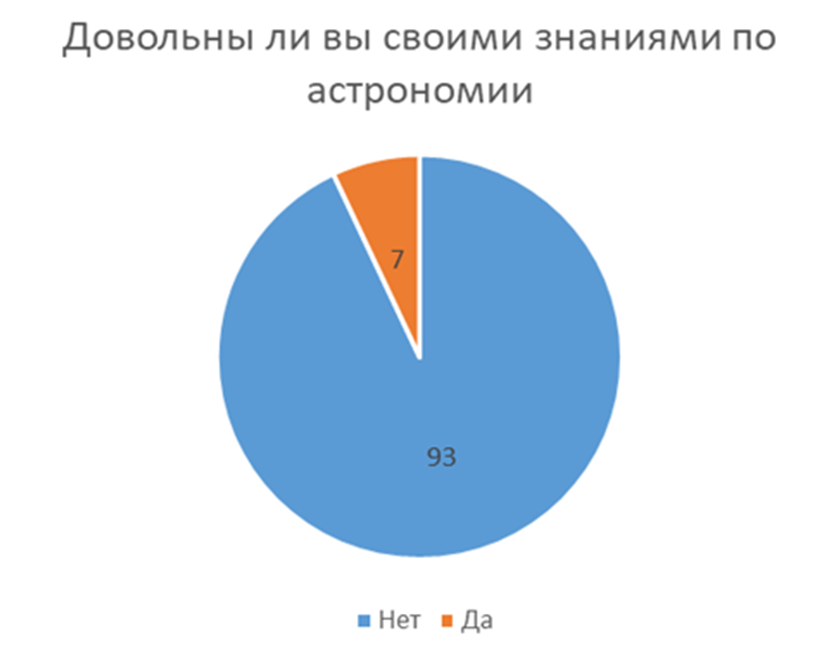 Довольны ли вы своими знаниями по
астрономии
7
93
Нет Да